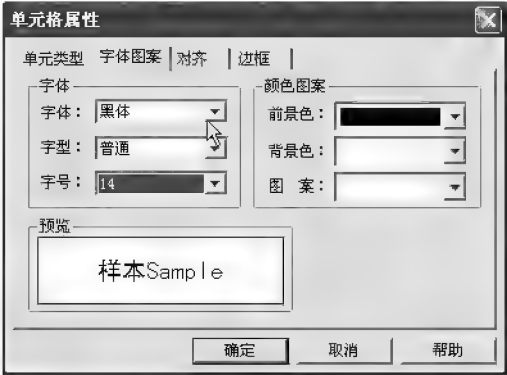 单元格属性
单元类型 字体图案 对齐 边框
字体
字体：黑体
字型：普通
字号：14
颜色图案
前景色：
背景色：
图 案：
预览
样本Sample
确定 取消 帮助